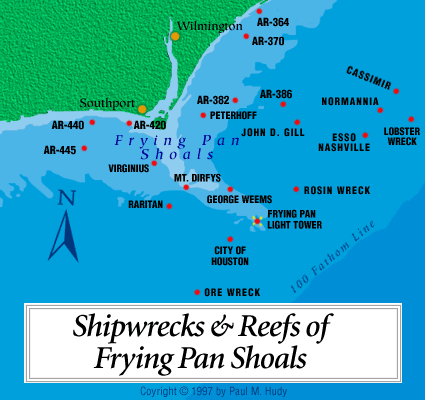 Wilmington
AR-364
AR-370
CASSIMIR
AR-382
AR-386
NORMANNIA
Southport
PETERHOFF
AR-440
AR-420
JOHN D. GILL
ESSO
NASHVILLE
LOBSTER
WRECK
Frying Pan
Shoals
AR-445
VIRGINIUS
MT. DIRFYS
N
RARITAN
GEORGE WEEMS
ROSIN WRECK
FRYING PAN
LIGHT TOWER
CITY OF
HOUSTON
100 Fathom Line
ORE WRECK
Shipwrecks & Reefs of
Frying Pan Shoals
Copyright © 1997 by Paul M. Hudy